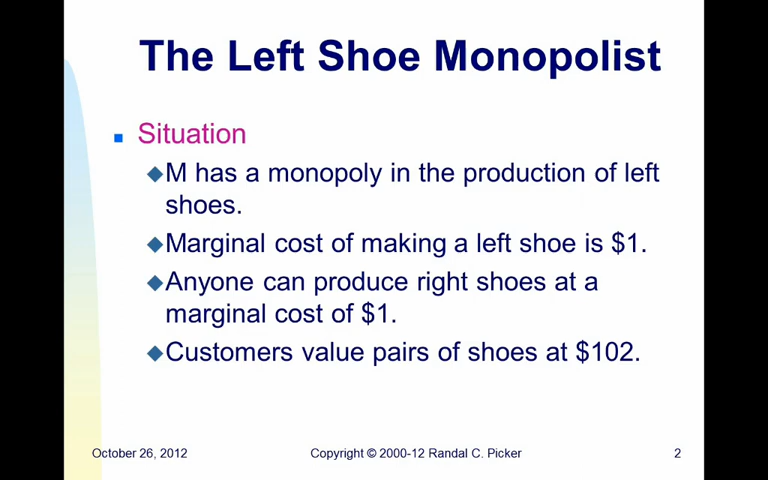 The Left Shoe Monopolist
Situation
M has a monopoly in the production of left
shoes.
Marginal cost of making a left shoe is $1.
Anyone can produce right shoes at a
marginal cost of $1.
Customers value pairs of shoes at $102.
October 26, 2012
Copyright © 2000-12 Randal C. Picker
2